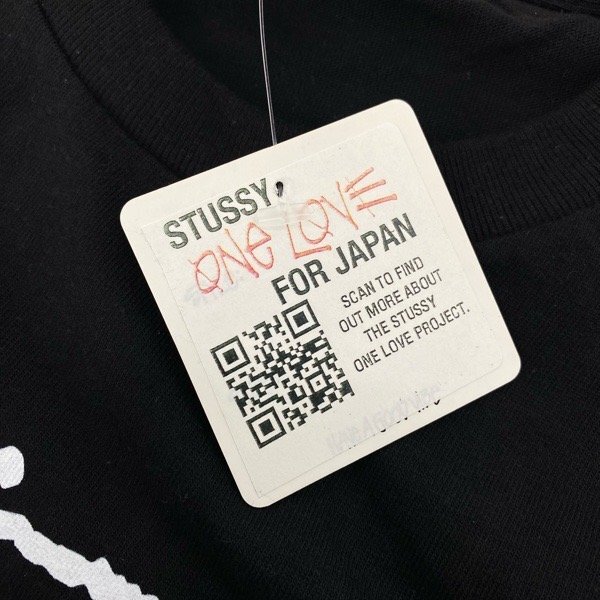 STUSSY
ONE LOVE
FOR JAPAN
SCAN TO FIND
OUT MORE ABOUT
THE STUSSY
ONE LOVE PROJECT.